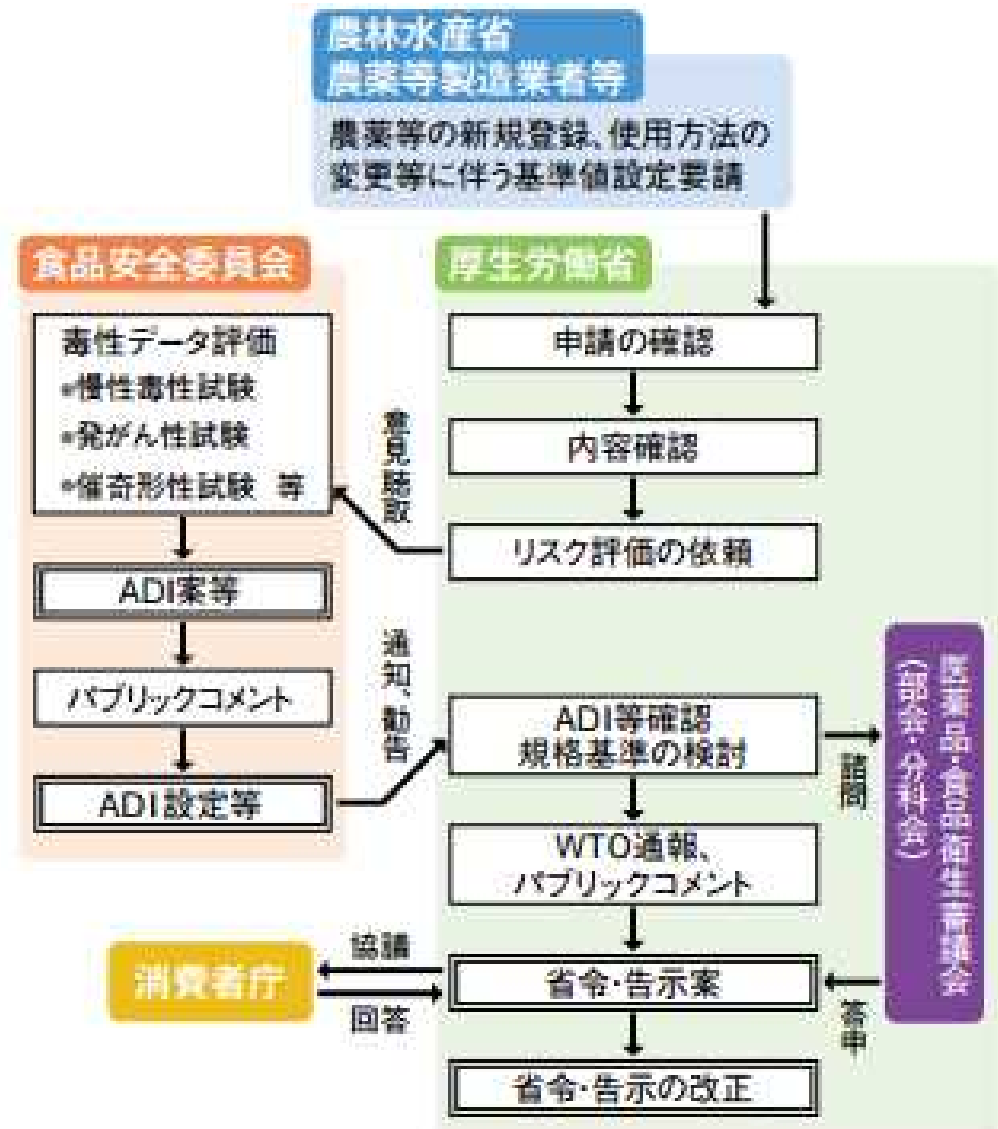 農林水産省
農薬等製造業者等
農薬等の新規登録、使用方法の
変更等に伴う基準値設定要請
食品安全委員会
毒性データ評価
•慢性毒性試験
•発がん性試験
•催奇形性試験 等
ADI案等
パブリックコメント
ADI設定等
意見聴取
通知、勧告
厚生労働省
申請の確認
内容確認
リスク評価の依頼
ADI等確認
規格基準の検討
WTO通報、
パブリックコメント
省令・告示案
省令・告示の改正
諮問
医薬品・食品衛生審議会
(部会・分科会)
答申
消費者庁
協議
回答